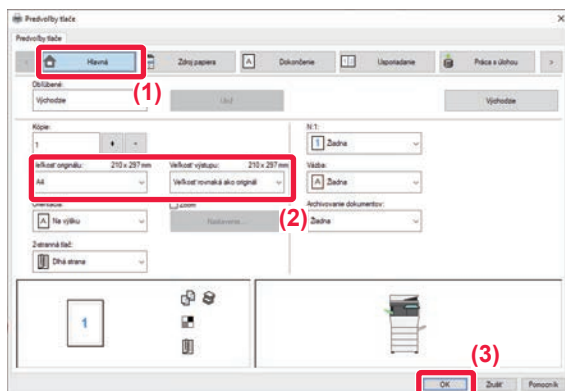 Predvoľby tlače
Predvoľby tlače
Hlavná
Zdroj papiera
Dokončenie
Usporiadanie
Práca s úlohou
(1)
Obľúbené:
Východzie
Uložiť
Východzie
Kópie:
1
N:1:
1 Žiadna
Veľkosť originálu: 210 x 297 mm
A4
Veľkosť výstupu: 210 x 297 mm
Veľkosť rovnaká ako originál
Väzba:
A Žiadna
(2)
Orientácia:
A Na výšku
Zoom
Nastavenie...
Archivovanie dokumentov:
Žiadna
2-stranná tlač:
Dlhá strana
1
(3)
OK
Zrušiť
Pomocník